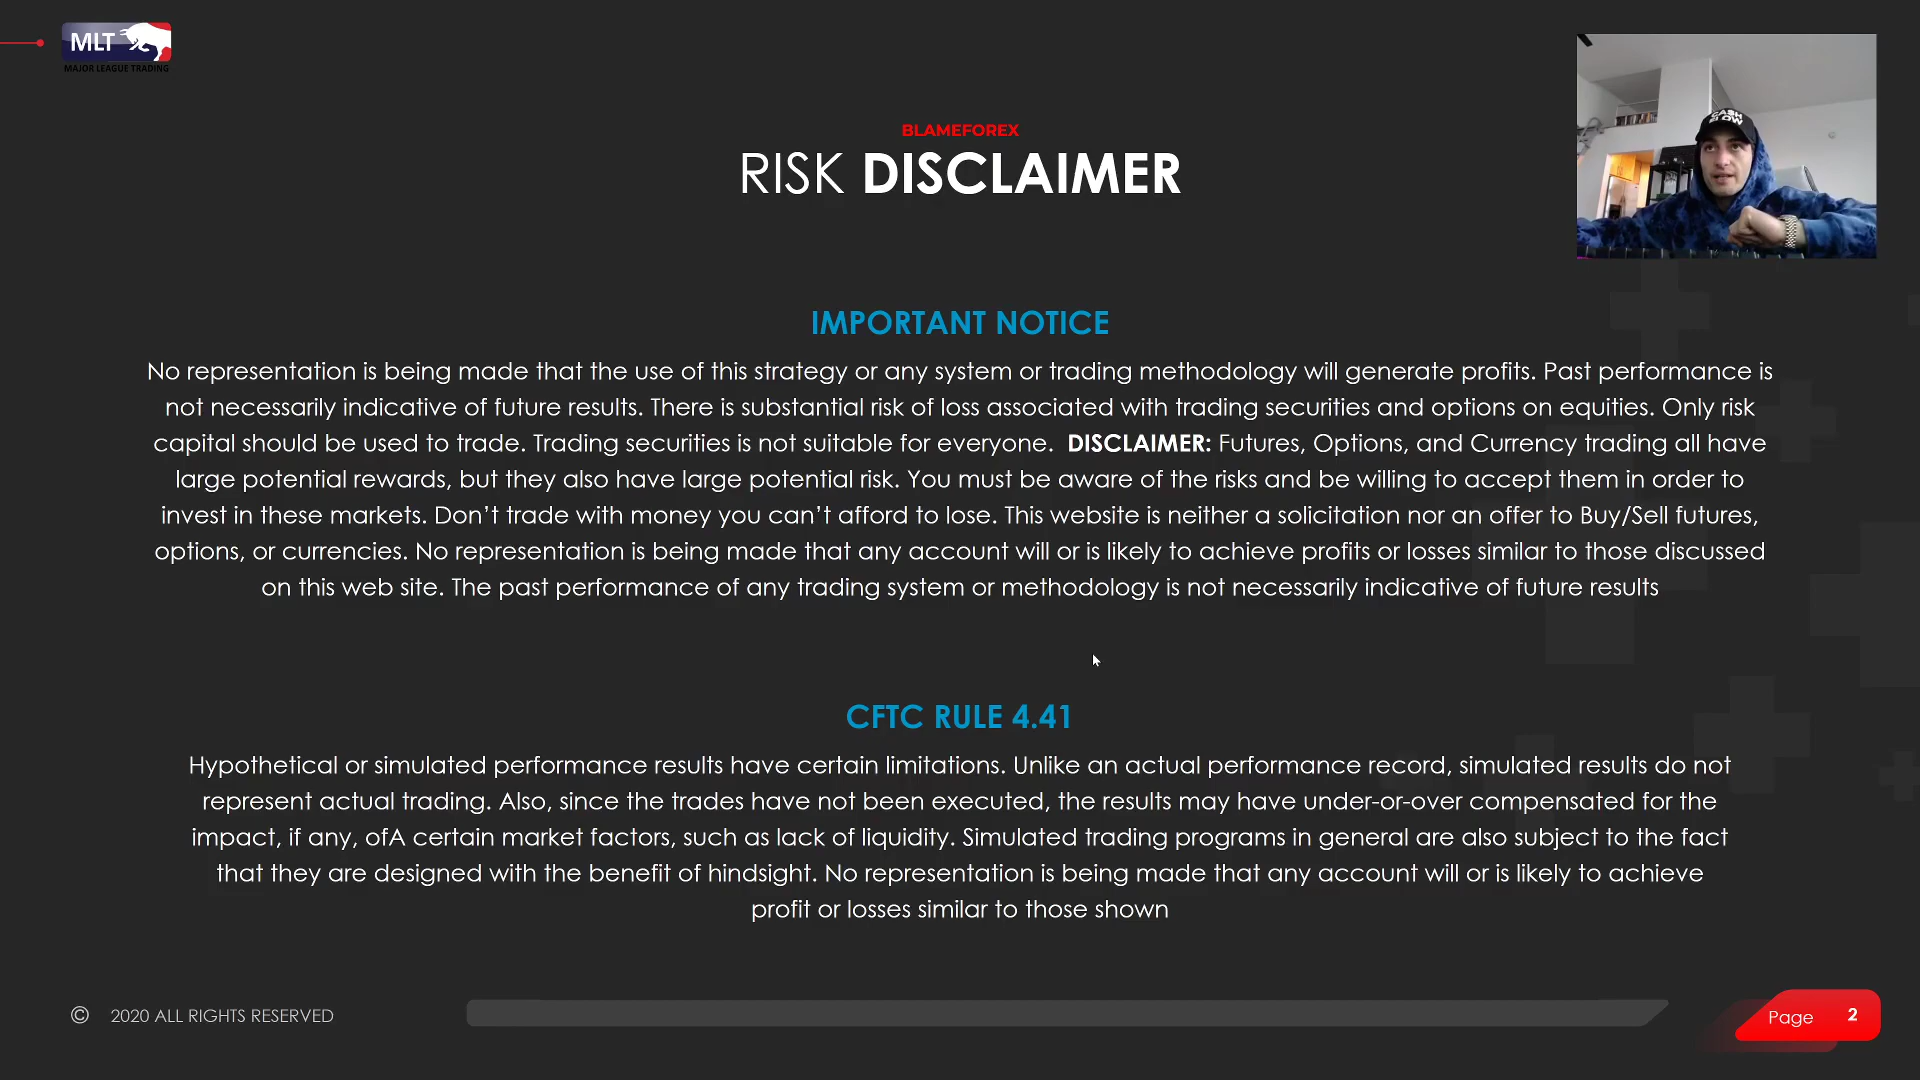 MLT
MAJOR LEAGUE TRADING
CASH
FLOW
BLAMEFOREX
RISK DISCLAIMER
IMPORTANT NOTICE
No representation is being made that the use of this strategy or any system or trading methodology will generate profits. Past performance is
not necessarily indicative of future results. There is substantial risk of loss associated with trading securities and options on equities. Only risk
capital should be used to trade. Trading securities is not suitable for everyone. DISCLAIMER: Futures, Options, and Currency trading all have
large potential rewards, but they also have large potential risk. You must be aware of the risks and be willing to accept them in order to
invest in these markets. Don’t trade with money you can’t afford to lose. This website is neither a solicitation nor an offer to Buy/Sell futures,
options, or currencies. No representation is being made that any account will or is likely to achieve profits or losses similar to those discussed
on this web site. The past performance of any trading system or methodology is not necessarily indicative of future results
CFTC RULE 4.41
Hypothetical or simulated performance results have certain limitations. Unlike an actual performance record, simulated results do not
represent actual trading. Also, since the trades have not been executed, the results may have under-or-over compensated for the
impact, if any, ofA certain market factors, such as lack of liquidity. Simulated trading programs in general are also subject to the fact
that they are designed with the benefit of hindsight. No representation is being made that any account will or is likely to achieve
profit or losses similar to those shown
© 2020 ALL RIGHTS RESERVED
Page 2